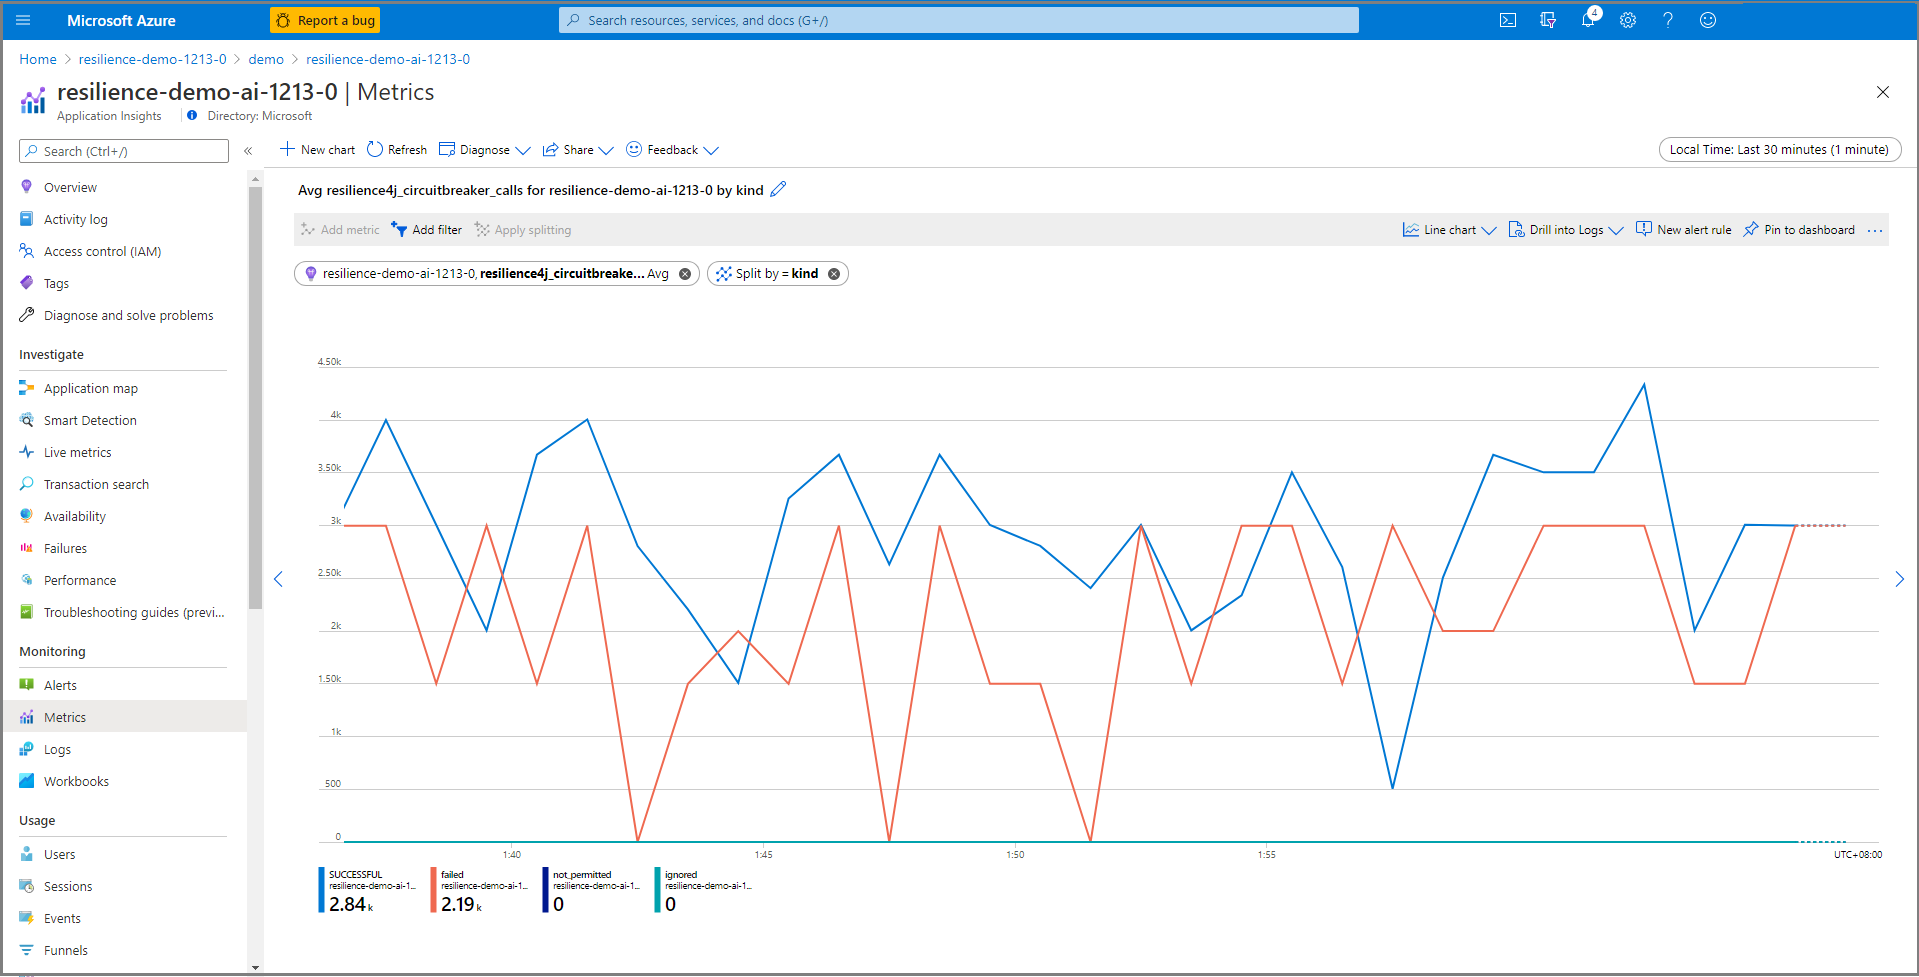 Microsoft Azure
Report a bug
Search resources, services, and docs (G+/)
4
Home > resilience-demo-1213-0 > demo > resilience-demo-ai-1213-0
resilience-demo-ai-1213-0 | Metrics
Application Insights
Directory: Microsoft
Search (Ctrl+/)
«
New chart
Refresh
Diagnose
Share
Feedback
Local Time: Last 30 minutes (1 minute)
Overview
Activity log
Access control (IAM)
Tags
Diagnose and solve problems
Investigate
Application map
Smart Detection
Live metrics
Transaction search
Availability
Failures
Performance
Troubleshooting guides (previ...
Monitoring
Alerts
Metrics
Logs
Workbooks
Usage
Users
Sessions
Events
Funnels
Avg resilience4j_circuitbreaker_calls for resilience-demo-ai-1213-0 by kind
Add metric
Add filter
Apply splitting
Line chart
Drill into Logs
New alert rule
Pin to dashboard
...
resilience-demo-ai-1213-0, resilience4j_circuitbreake... Avg
Split by = kind
4.50k
4k
3.50k
3k
2.50k
2k
1.50k
1k
500
0
1:40
1:45
1:50
1:55
UTC+08:00
SUCCESSFUL
resilience-demo-ai-1...
2.84 k
failed
resilience-demo-ai-1...
2.19 k
not_permitted
resilience-demo-ai-1...
0
ignored
resilience-demo-ai-1...
0